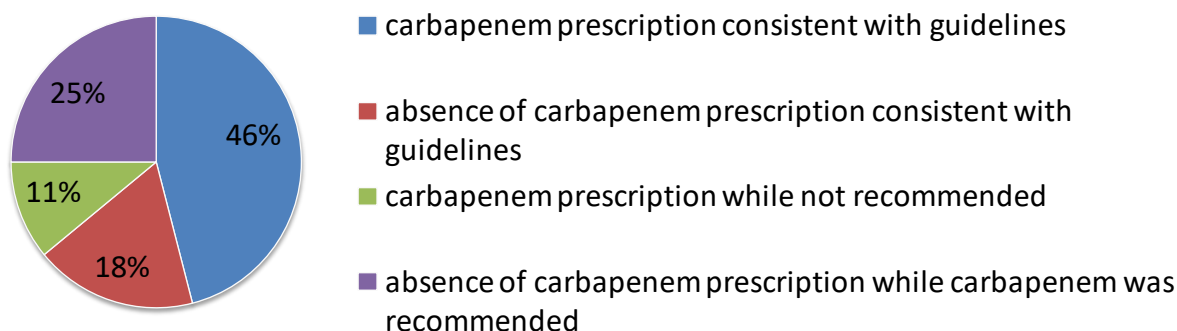 carbapenem prescription consistent with guidelines
25%
46%
absence of carbapenem prescription consistent with
guidelines
11%
carbapenem prescription while not recommended
18%
absence of carbapenem prescription while carbapenem was
recommended